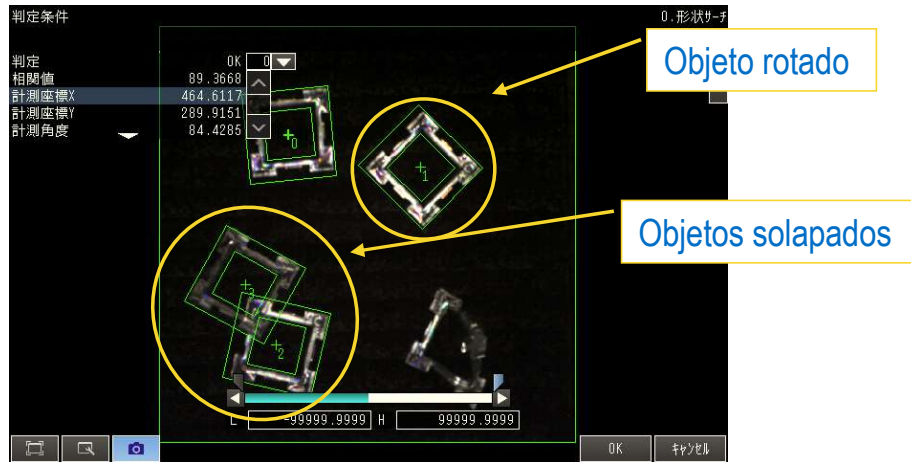 判定条件
0.形状サーチ
判定 OK 0
相関値 89.3668
計測座標X 464.6117
計測座標Y 289.9151
計測角度 84.4285
Objeto rotado
Objetos solapados
+0
+1
+3
+2
L -99999.9999 H 99999.9999
OK キャンセル